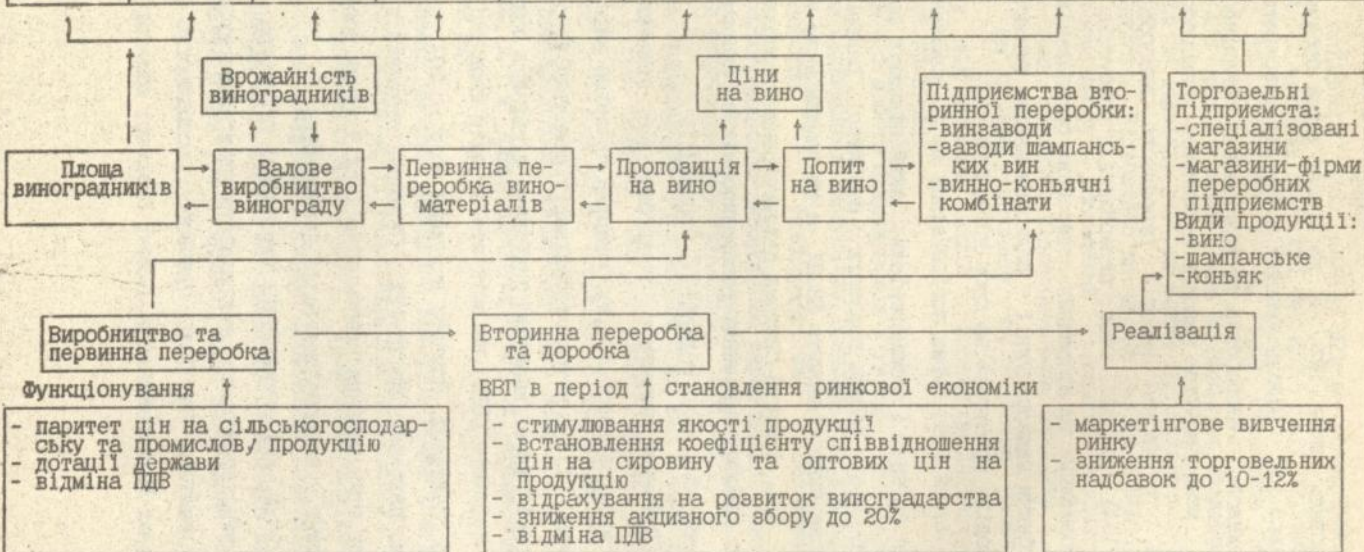 Врожайність
виноградників
Ціни
на вино
Площа
виноградників
Валове
виробництво
винограду
Первинна пе-
реробка вино-
матеріалів
Пропозиція
на вино
Попит
на вино
Підприємства вто-
ринної переробки:
-винзаводи
-заводи шампансь-
ких вин
-винно-коньячні
комбінати
Торговельні
підприємста:
-спеціалізовані
магазини
-магазини-фірми
переробних
підприємств
Види продукції:
-вино
-шампанське
-коньяк
Виробництво та
первинна переробка
Вторинна переробка
та доробка
Реалізація
Функціонування ВВГ в період становлення ринкової економіки
- паритет цін на сільськогосподар-
ську та промислову продукцію
- дотації держави
- відміна ПДВ
- стимулювання якості продукції
- встановлення коефіцієнту співвідношення
цін на сировину та оптових цін на
продукцію
- відрахування на розвиток виноградарства
- зниження акцизного збору до 20%
- відміна ПДВ
- маркетінгове вивчення
ринку
- зниження торговельних
надбавок до 10-12%